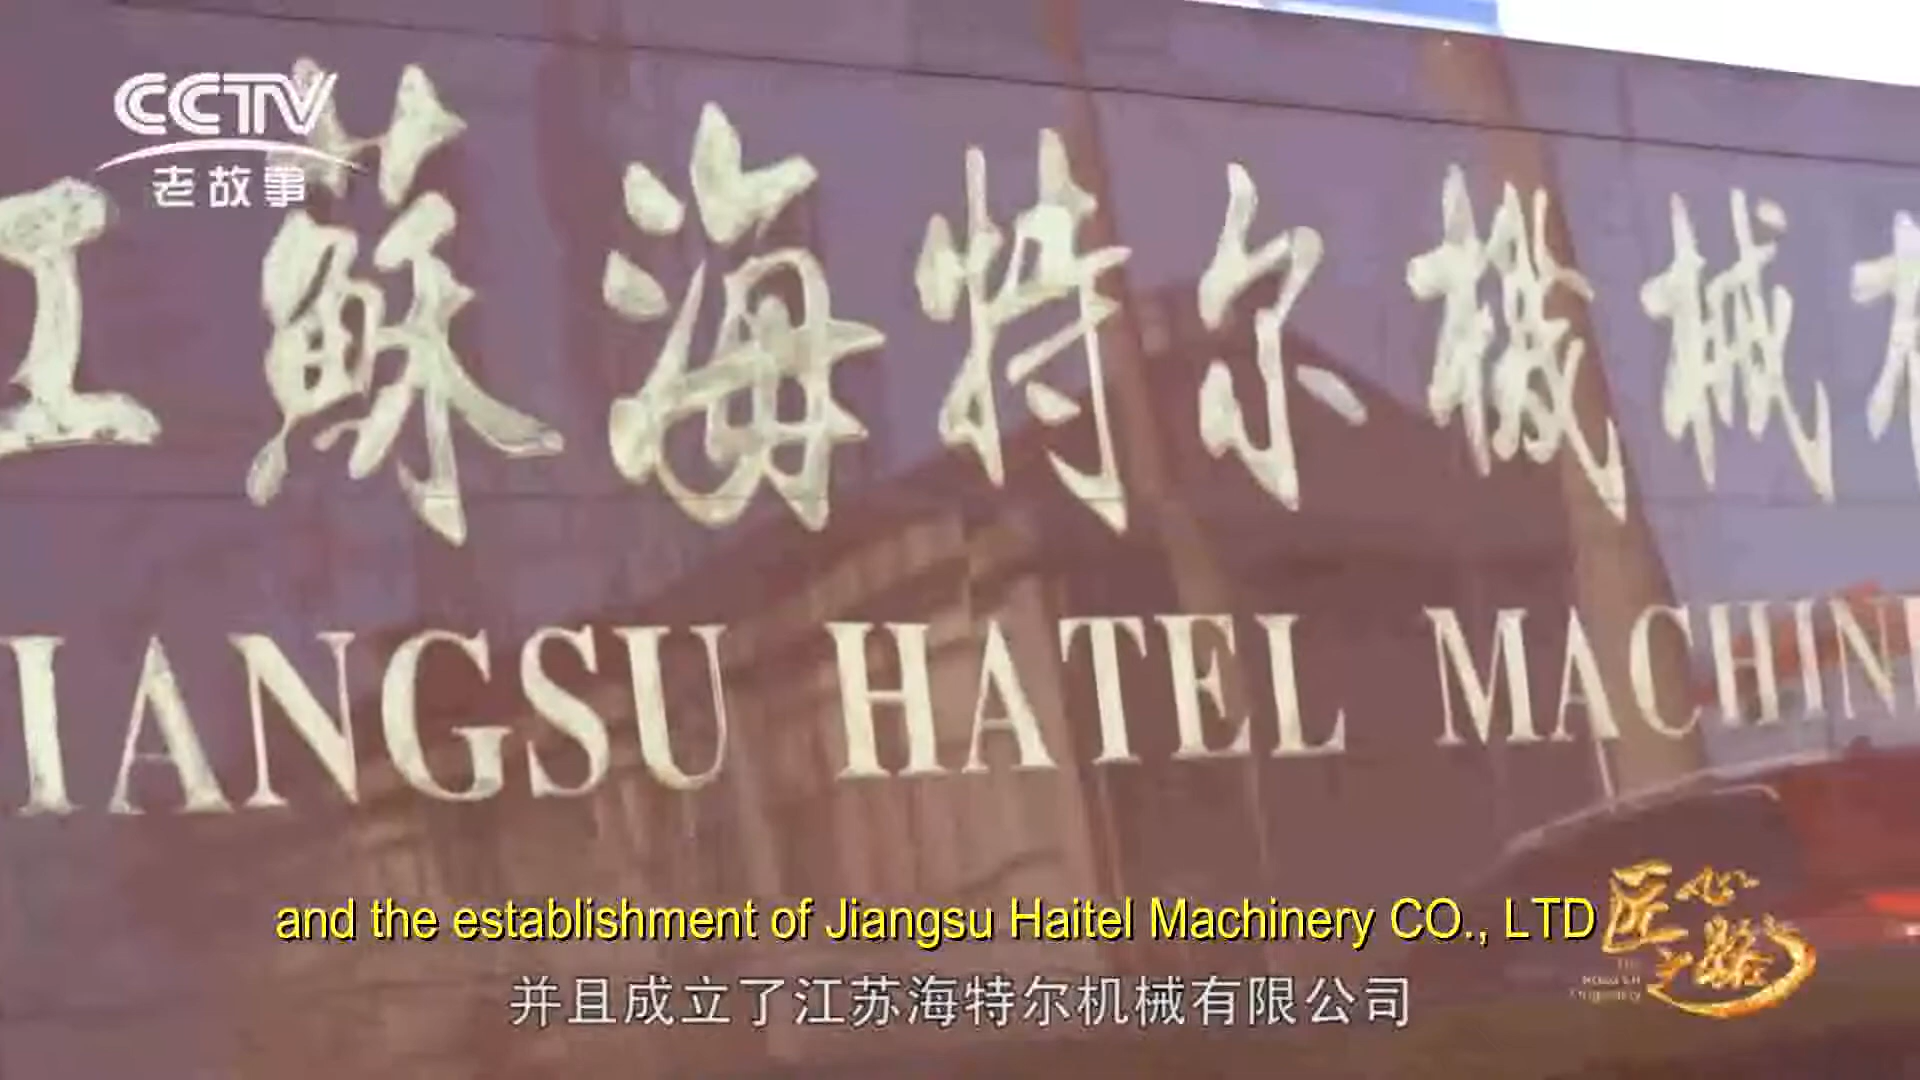 CCTV
老故事
江蘇海特尔機械有
JIANGSU HATEL MACHINE
and the establishment of Jiangsu Haitel Machinery CO., LTD
匠心
之路
并且成立了江苏海特尔机械有限公司